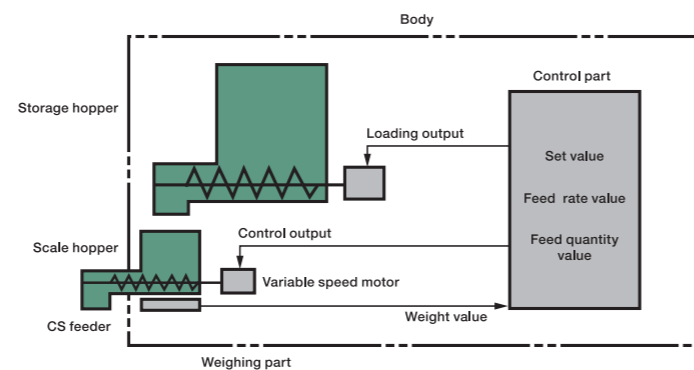 Body
Control part
Storage hopper
Loading output
Set value
Feed rate value
Scale hopper
Control output
Feed quantity
value
Variable speed motor
CS feeder
Weight value
Weighing part